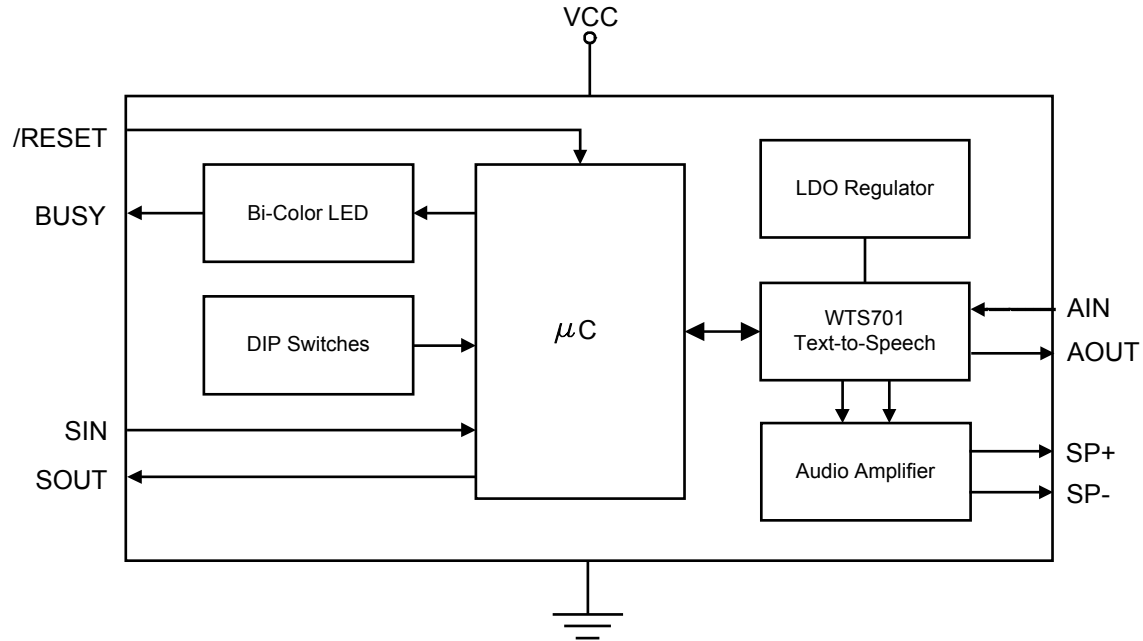 VCC
/RESET
LDO Regulator
BUSY
Bi-Color LED
μC
WTS701
Text-to-Speech
AIN
AOUT
DIP Switches
SIN
SOUT
Audio Amplifier
SP+
SP-